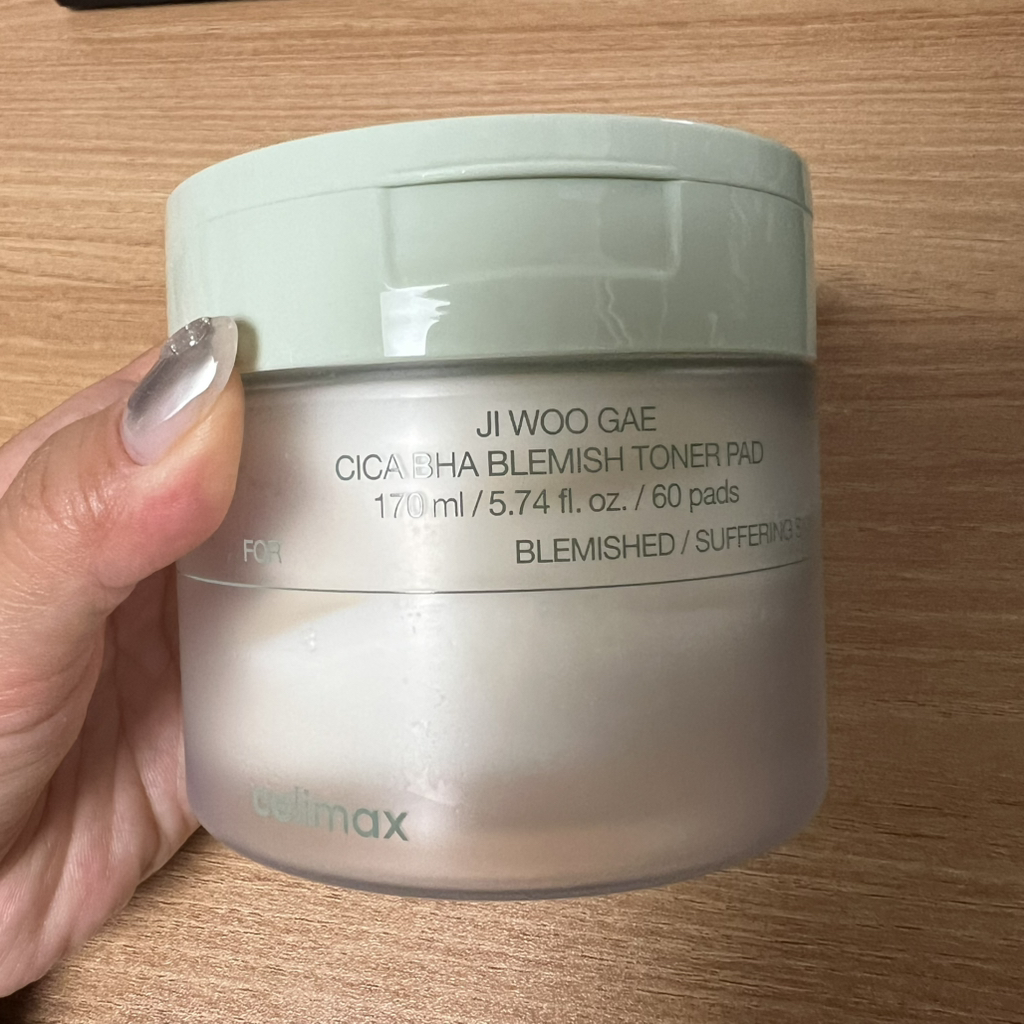 JI WOO GAE
CICA BHA BLEMISH TONER PAD
170 ml / 5.74 fl. oz. / 60 pads
FOR BLEMISHED / SUFFERING
celimax